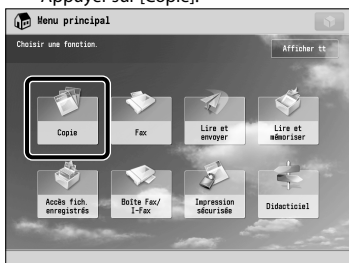 Appuyer sur [Copie].
Menu principal
Choisir une fonction.
Afficher tt
Copie
Fax
Lire et
envoyer
Lire et
mémoriser
Accès fich.
enregistrés
Boîte Fax/
I-Fax
Impression
sécurisée
Didacticiel